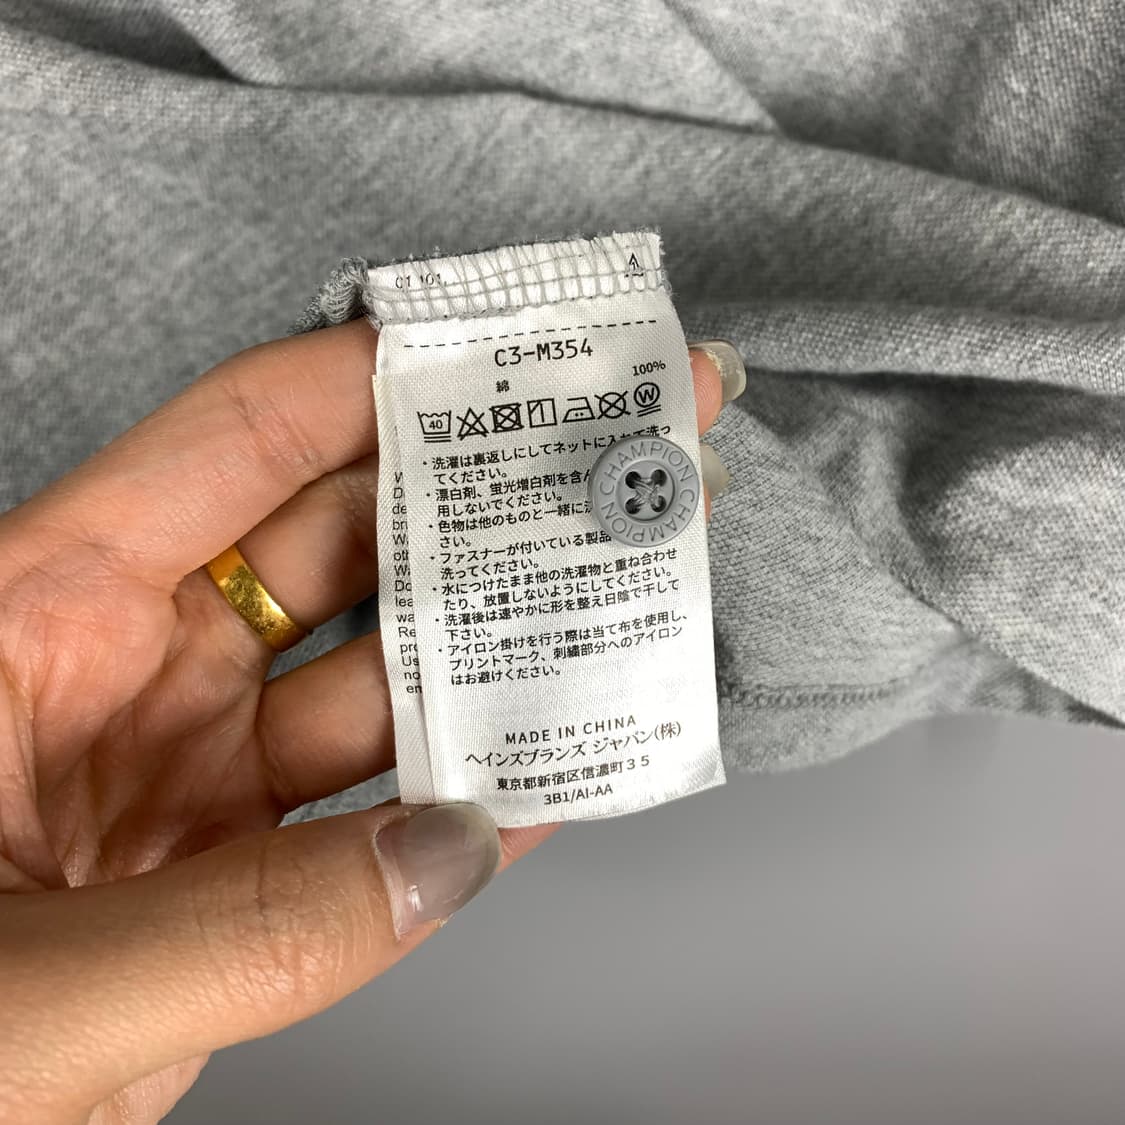 C3-M354
綿
100%
40
W
・洗濯は裏返しにしてネットに入れて洗っ
てください。
・漂白剤、蛍光増白剤を含
用しないでください。
・色物は他のものと一緒に
さい。
・ファスナーが付いている製品
洗ってください。
・水につけたまま他の洗濯物と重ね合わせ
たり、放置しないようにしてください。
・洗濯後は速やかに形を整え日陰で干して
下さい。
・アイロン掛けを行う際は当て布を使用し、
プリントマーク、刺繍部分へのアイロン
はお避けください。
CHAMPION CHAMPION
MADE IN CHINA
ヘインズブランズ ジャパン(株)
東京都新宿区信濃町35
3B1/AI-AA